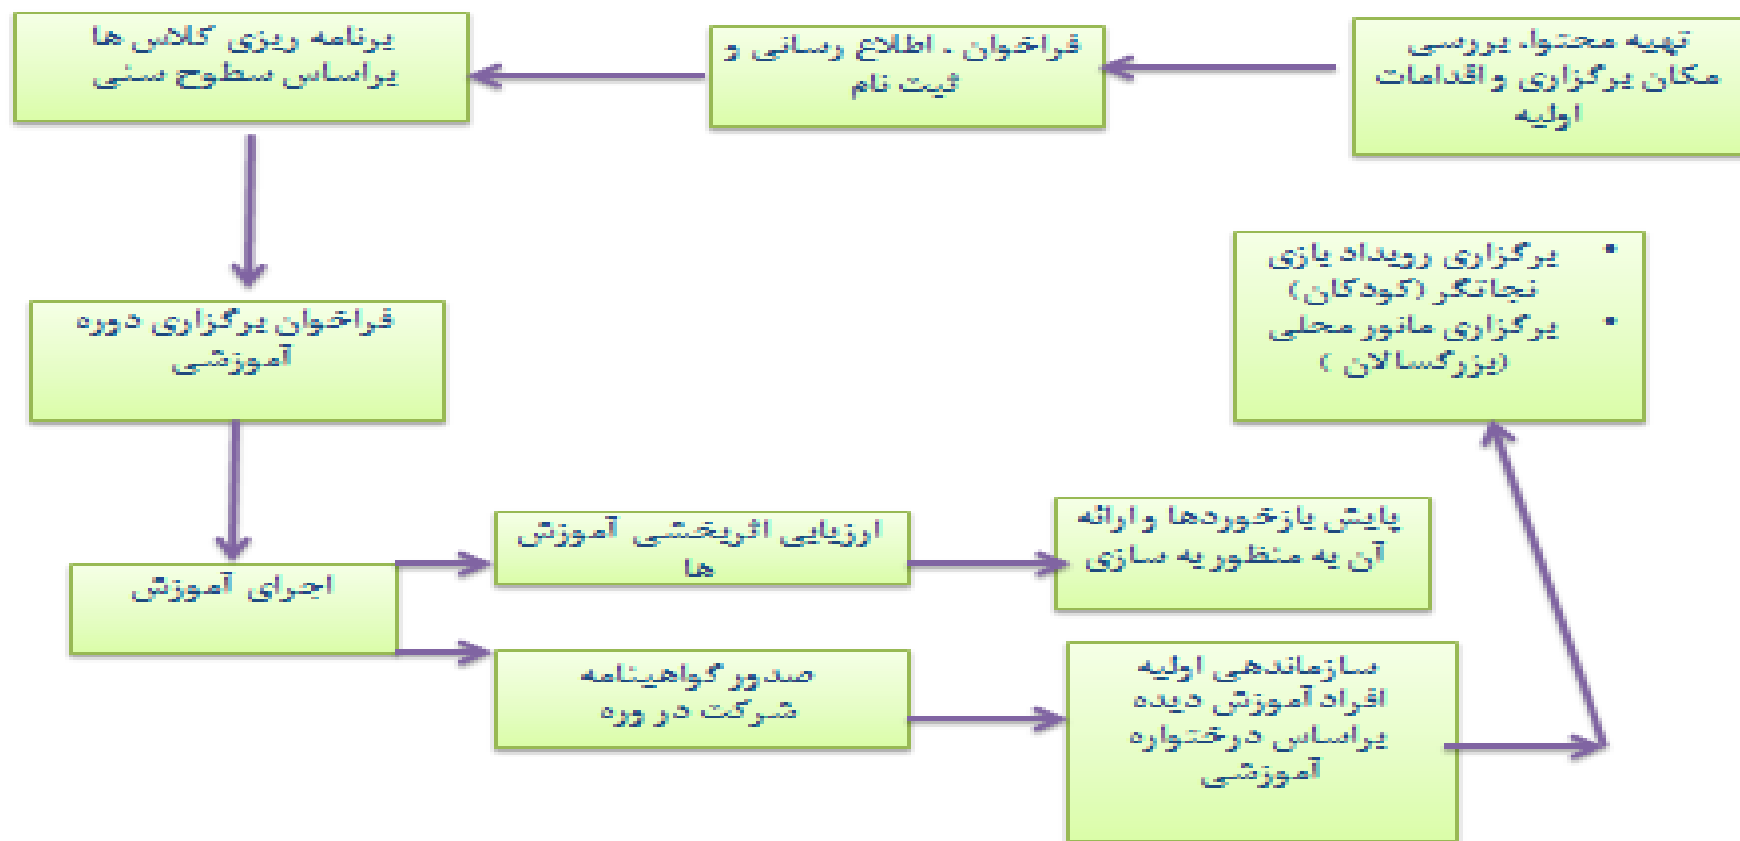 تهیه محتوا، بررسی
مکان برگزاری و اقدامات
اولیه
فراخوان ، اطلاع رسانی و
ثبت نام
برنامه ریزی کلاس ها
براساس سطوح سنی
فراخوان برگزاری دوره
آموزشی
اجرای آموزش
ارزیابی اثربخشی آموزش
ها
پایش بازخوردها و ارائه
آن به منظور به سازی
صدور گواهینامه
شرکت در وره
سازماندهی اولیه
افراد آموزش دیده
براساس درختواره
آموزشی
• برگزاری رویداد بازی
نجاتگر (کودکان)
• برگزاری مانور محلی
(بزرگسالان )